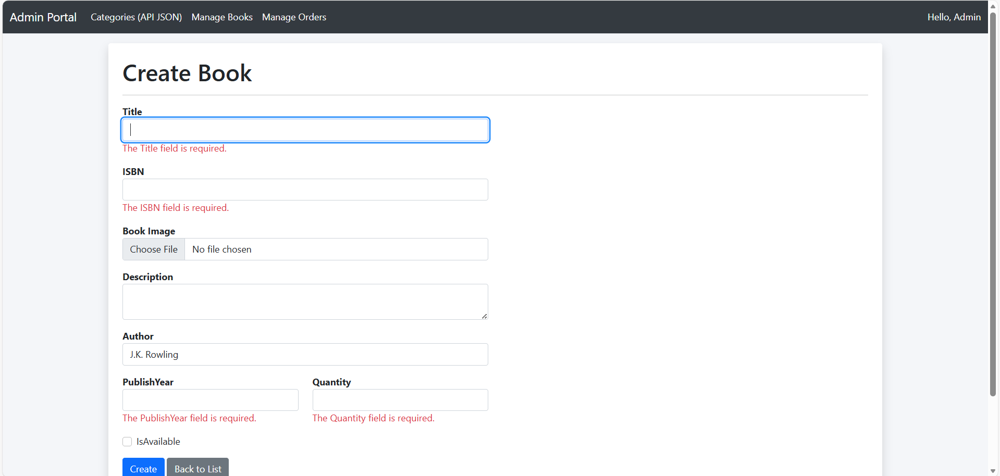 Admin Portal Categories (API JSON) Manage Books Manage Orders Hello, Admin
Create Book
Title
The Title field is required.
ISBN
The ISBN field is required.
Book Image
Choose File No file chosen
Description
Author
J.K. Rowling
PublishYear Quantity
The PublishYear field is required. The Quantity field is required.
IsAvailable
Create Back to List